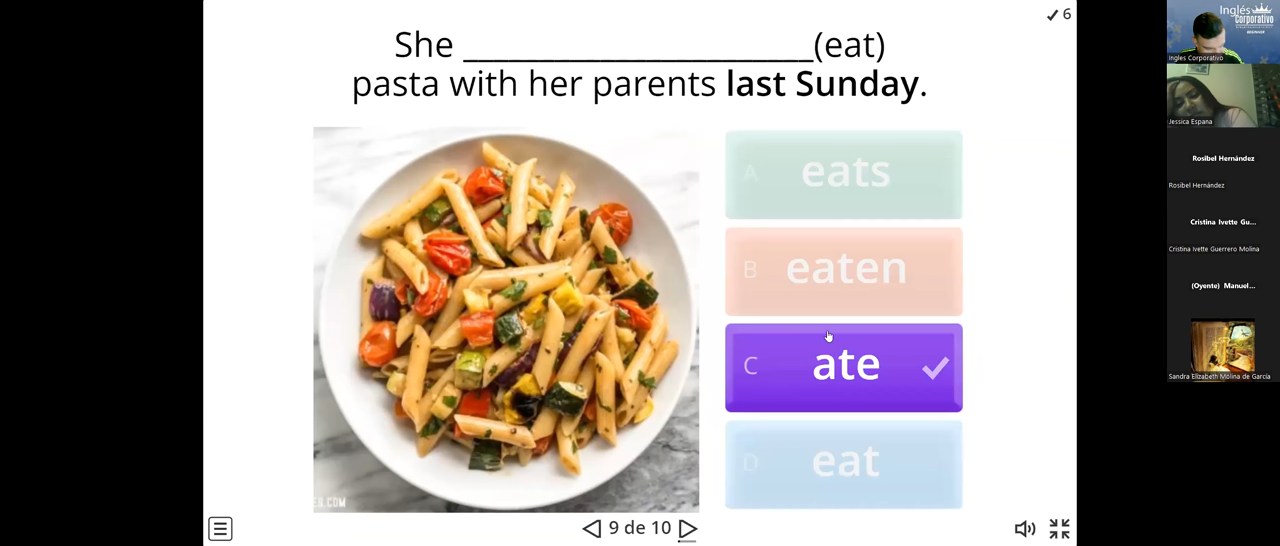 ✓ 6
She ______________________(eat)
pasta with her parents last Sunday.
A eats
B eaten
C ate
D eat
9 de 10
Inglés
Corporativo
BEGINNER
Ingles Corporativo
Jessica Espana
Rosibel Hernández
Rosibel Hernández
Cristina Ivette Gu...
Cristina Ivette Guerrero Molina
(Oyente) Manuel...
Sandra Elizabeth Molina de García